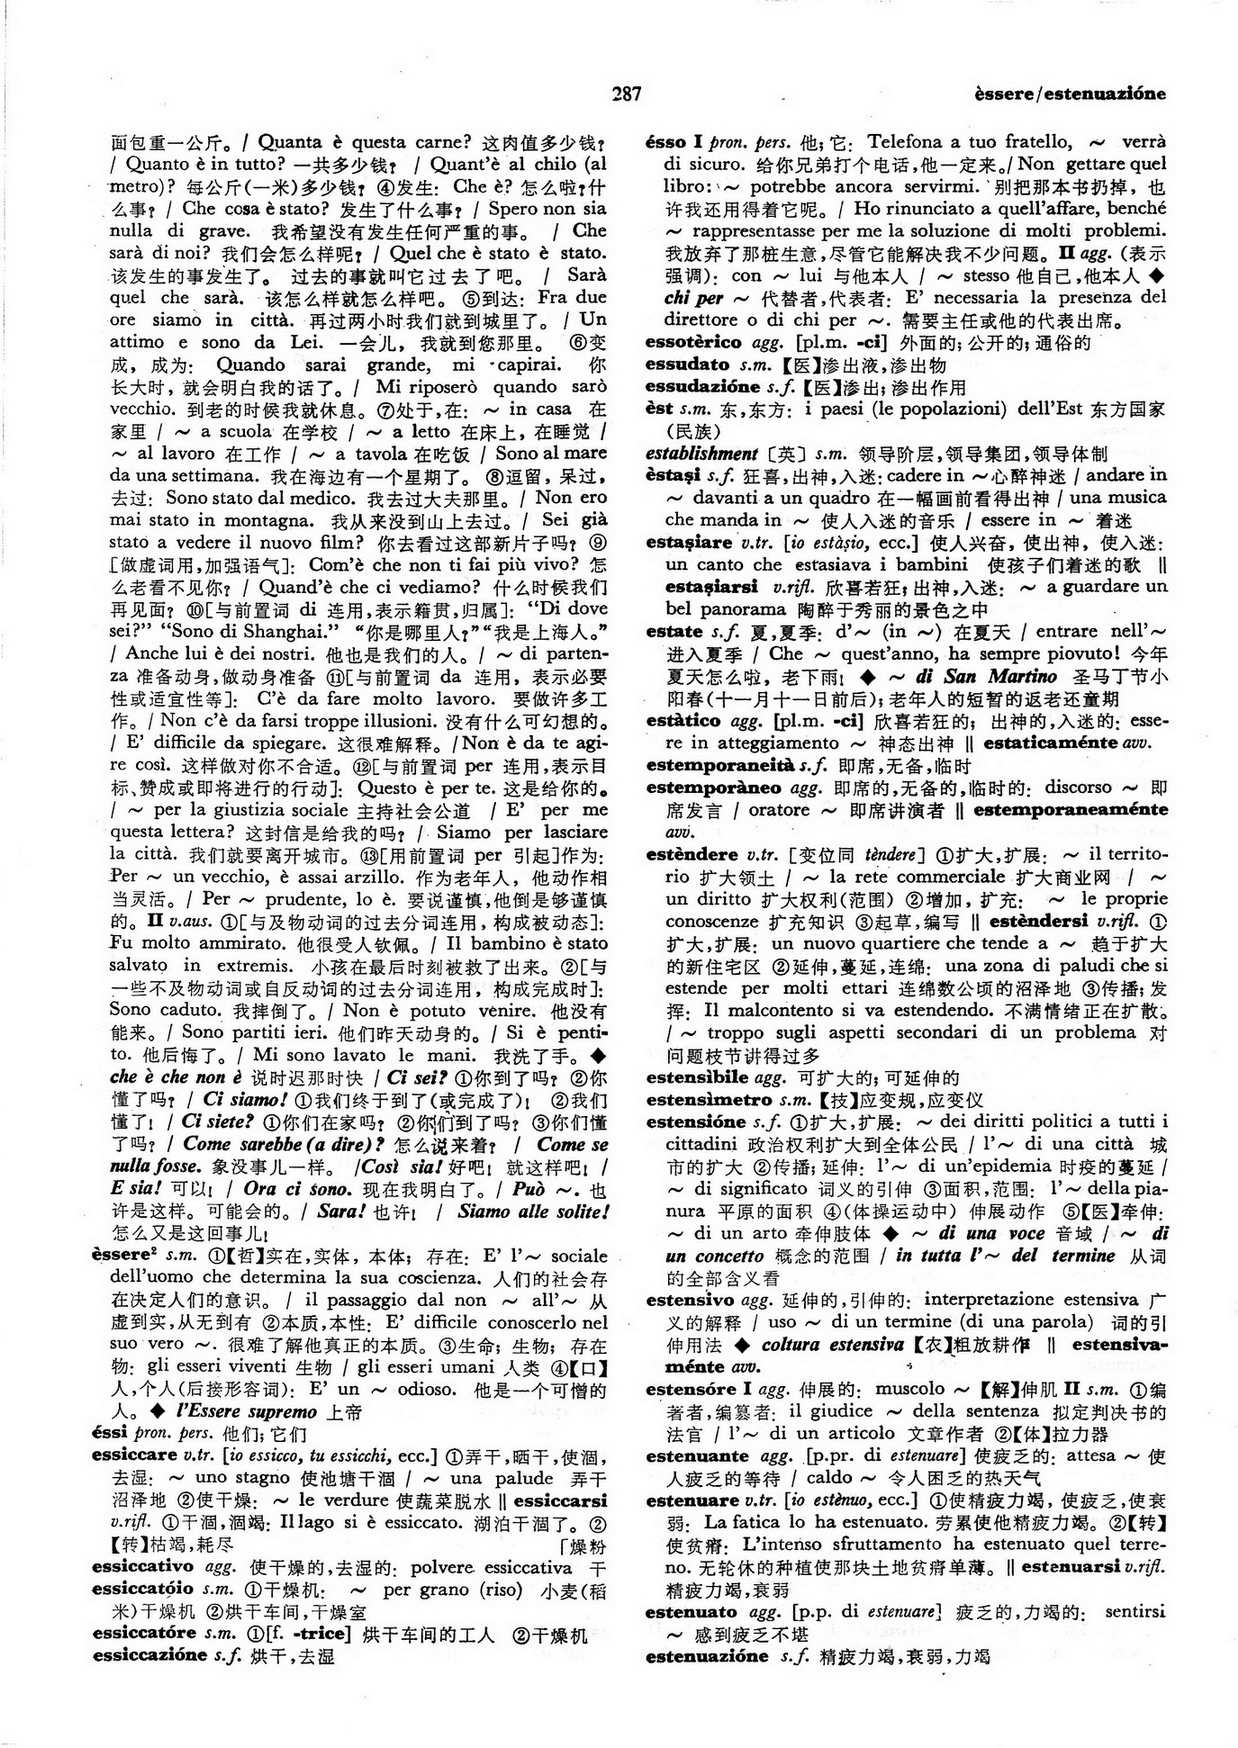 287
èssere/estenuazióne
面包重一公斤。/ Quanta è questa carne? 这肉值多少钱?
/ Quanto è in tutto? 一共多少钱? / Quant'è al chilo (al
metro)? 每公斤(一米)多少钱? ④发生: Che è? 怎么啦?什
么事? / Che cosa è stato? 发生了什么事? / Spero non sia
nulla di grave. 我希望没有发生任何严重的事。 / Che
sarà di noi? 我们会怎么样呢? / Quel che è stato è stato.
该发生的事发生了。 过去的事就叫它过去了吧。 / Sarà
quel che sarà. 该怎么样就怎么样吧。 ⑤到达: Fra due
ore siamo in città. 再过两小时我们就到城里了。 / Un
attimo e sono da Lei. 一会儿, 我就到您那里。 ⑥变
成, 成为: Quando sarai grande, mi capirai. 你
长大时, 就会明白我的话了。/ Mi riposerò quando sarò
vecchio. 到老的时候我就休息。⑦处于,在: ~ in casa 在
家里 / ~ a scuola 在学校 / ~ a letto 在床上, 在睡觉 /
~ al lavoro 在工作 / ~ a tavola 在吃饭 / Sono al mare
da una settimana. 我在海边有一个星期了。 ⑧逗留, 呆过,
去过: Sono stato dal medico. 我去过大夫那里。/ Non ero
mai stato in montagna. 我从来没到山上去过。/ Sei già
stato a vedere il nuovo film? 你去看过这部新片子吗? ⑨
[做虚词用,加强语气]: Com'è che non ti fai più vivo? 怎
么老看不见你? / Quand'è che ci vediamo? 什么时候我们
再见面? ⑩[与前置词 di 连用,表示籍贯,归属]: “Di dove
sei?” “Sono di Shanghai.” “你是哪里人?”“我是上海人。”
/ Anche lui è dei nostri. 他也是我们的人。/ ~ di parten-
za 准备动身,做动身准备 ⑪[与前置词 da 连用, 表示必要
性或适宜性等]: C'è da fare molto lavoro. 要做许多工
作。/ Non c'è da farsi troppe illusioni. 没有什么可幻想的。
/ E' difficile da spiegare. 这很难解释。/Non è da te agi-
re così. 这样做对你不合适。⑫[与前置词 per 连用,表示目
标、赞成或即将进行的行动]: Questo è per te. 这是给你的。
/ ~ per la giustizia sociale 主持社会公道 / E' per me
questa lettera? 这封信是给我的吗? / Siamo per lasciare
la città. 我们就要离开城市。⑬[用前置词 per 引起]作为:
Per ~ un vecchio, è assai arzillo. 作为老年人, 他动作相
当灵活。/ Per ~ prudente, lo è. 要说谨慎,他倒是够谨慎
的。II v.aus. ①[与及物动词的过去分词连用, 构成被动态]:
Fu molto ammirato. 他很受人钦佩。/ Il bambino è stato
salvato in extremis. 小孩在最后时刻被救了出来。②[与
一些不及物动词或自反动词的过去分词连用, 构成完成时]:
Sono caduto. 我摔倒了。/ Non è potuto venire. 他没有
能来。/ Sono partiti ieri. 他们昨天动身的。/ Si è penti-
to. 他后悔了。/ Mi sono lavato le mani. 我洗了手。◆
che è che non è 说时迟那时快 / Ci sei? ①你到了吗? ②你
懂了吗? / Ci siamo! ①我们终于到了(或完成了)! ②我们
懂了! / Ci siete? ①你们在家吗? ②你们到了吗? ③你们懂
了吗? / Come sarebbe (a dire)? 怎么说来着? / Come se
nulla fosse. 象没事儿一样。 /Così sia! 好吧! 就这样吧! /
E sia! 可以! / Ora ci sono. 现在我明白了。/ Può ~. 也
许是这样。可能会的。/ Sara! 也许! / Siamo alle solite!
怎么又是这回事儿!
èssere² s.m. ①【哲】实在,实体, 本体; 存在: E' l'~ sociale
dell'uomo che determina la sua coscienza. 人们的社会存
在决定人们的意识。 / il passaggio dal non ~ all'~ 从
虚到实,从无到有 ②本质,本性: E' difficile conoscerlo nel
suo vero ~. 很难了解他真正的本质。③生命; 生物; 存在
物: gli esseri viventi 生物 / gli esseri umani 人类 ④【口】
人,个人(后接形容词): E' un ~ odioso. 他是一个可憎的
人。◆ l'Essere supremo 上帝
éssi pron. pers. 他们;它们
essiccare v.tr. [io essicco, tu essicchi, ecc.] ①弄干,晒干,使涸,
去湿: ~ uno stagno 使池塘干涸 / ~ una palude 弄干
沼泽地 ②使干燥: ~ le verdure 使蔬菜脱水 ‖ essiccarsi
v.rifl. ①干涸,涸竭: Il lago si è essiccato. 湖泊干涸了。②
【转】枯竭,耗尽 「燥粉
essiccativo agg. 使干燥的,去湿的: polvere essiccativa 干
essiccatóio s.m. ①干燥机: ~ per grano (riso) 小麦(稻
米)干燥机 ②烘干车间,干燥室
essiccatóre s.m. ①[f. -trice] 烘干车间的工人 ②干燥机
essiccazióne s.f. 烘干,去湿
ésso I pron. pers. 他;它: Telefona a tuo fratello, ~ verrà
di sicuro. 给你兄弟打个电话,他一定来。/ Non gettare quel
libro: ~ potrebbe ancora servirmi. 别把那本书扔掉, 也
许我还用得着它呢。/ Ho rinunciato a quell'affare, benché
~ rappresentasse per me la soluzione di molti problemi.
我放弃了那桩生意,尽管它能解决我不少问题。II agg. (表示
强调): con ~ lui 与他本人 / ~ stesso 他自己,他本人 ◆
chi per ~ 代替者,代表者: E' necessaria la presenza del
direttore o di chi per ~. 需要主任或他的代表出席。
essotèrico agg. [pl.m. -ci] 外面的; 公开的; 通俗的
essudato s.m. 【医】渗出液,渗出物
essudazióne s.f. 【医】渗出; 渗出作用
èst s.m. 东,东方: i paesi (le popolazioni) dell'Est 东方国家
(民族)
establishment [英] s.m. 领导阶层,领导集团,领导体制
èstaṣi s.f. 狂喜,出神,入迷: cadere in ~心醉神迷 / andare in
~ davanti a un quadro 在一幅画前看得出神 / una musica
che manda in ~ 使人入迷的音乐 / essere in ~ 着迷
estaṣiare v.tr. [io estàṣio, ecc.] 使人兴奋, 使出神, 使入迷:
un canto che estasiava i bambini 使孩子们着迷的歌 ‖
estaṣiarsi v.rifl. 欣喜若狂; 出神,入迷: ~ a guardare un
bel panorama 陶醉于秀丽的景色之中
estate s.f. 夏,夏季: d'~ (in ~) 在夏天 / entrare nell'~
进入夏季 / Che ~ quest'anno, ha sempre piovuto! 今年
夏天怎么啦, 老下雨! ◆ ~ di San Martino 圣马丁节小
阳春(十一月十一日前后);老年人的短暂的返老还童期
estàtico agg. [pl.m. -ci] 欣喜若狂的; 出神的,入迷的: esse-
re in atteggiamento ~ 神态出神 ‖ estaticaménte avv.
estemporaneità s.f. 即席,无备,临时
estemporàneo agg. 即席的,无备的,临时的: discorso ~ 即
席发言 / oratore ~ 即席讲演者 ‖ estemporaneaménte
avv.
estèndere v.tr. [变位同 tèndere] ①扩大,扩展: ~ il territo-
rio 扩大领土 / ~ la rete commerciale 扩大商业网 / ~
un diritto 扩大权利(范围) ②增加, 扩充: ~ le proprie
conoscenze 扩充知识 ③起草,编写 ‖ estèndersi v.rifl. ①
扩大,扩展: un nuovo quartiere che tende a ~ 趋于扩大
的新住宅区 ②延伸,蔓延,连绵: una zona di paludi che si
estende per molti ettari 连绵数公顷的沼泽地 ③传播; 发
挥: Il malcontento si va estendendo. 不满情绪正在扩散。
/ ~ troppo sugli aspetti secondari di un problema 对
问题枝节讲得过多
estensìbile agg. 可扩大的; 可延伸的
estensìmetro s.m. 【技】应变规,应变仪
estensióne s.f. ①扩大,扩展: ~ dei diritti politici a tutti i
cittadini 政治权利扩大到全体公民 / l'~ di una città 城
市的扩大 ②传播; 延伸: l'~ di un'epidemia 时疫的蔓延 /
~ di significato 词义的引伸 ③面积,范围: l'~ della pia-
nura 平原的面积 ④(体操运动中) 伸展动作 ⑤【医】牵伸:
~ di un arto 牵伸肢体 ◆ ~ di una voce 音域 / ~ di
un concetto 概念的范围 / in tutta l'~ del termine 从词
的全部含义看
estensivo agg. 延伸的,引伸的: interpretazione estensiva 广
义的解释 / uso ~ di un termine (di una parola) 词的引
伸用法 ◆ coltura estensiva 【农】粗放耕作 ‖ estensiva-
ménte avv.
estensóre I agg. 伸展的: muscolo ~ 【解】伸肌 II s.m. ①编
著者,编篡者: il giudice ~ della sentenza 拟定判决书的
法官 / l'~ di un articolo 文章作者 ②【体】拉力器
estenuante agg. [p.pr. di estenuare] 使疲乏的: attesa ~ 使
人疲乏的等待 / caldo ~ 令人困乏的热天气
estenuare v.tr. [io estènuo, ecc.] ①使精疲力竭, 使疲乏,使衰
弱: La fatica lo ha estenuato. 劳累使他精疲力竭。②【转】
使贫瘠: L'intenso sfruttamento ha estenuato quel terre-
no. 无轮休的种植使那块土地贫瘠单薄。‖ estenuarsi v.rifl.
精疲力竭,衰弱
estenuato agg. [p.p. di estenuare] 疲乏的,力竭的: sentirsi
~ 感到疲乏不堪
estenuazióne s.f. 精疲力竭,衰弱,力竭